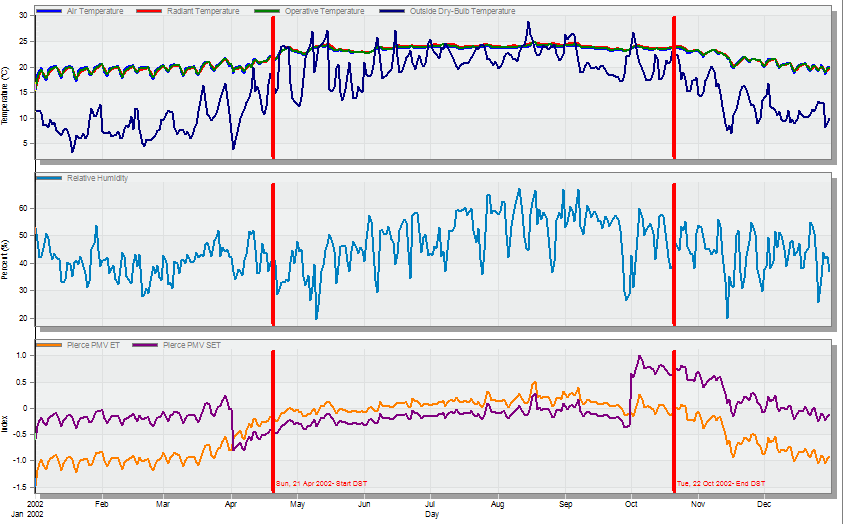 Air Temperature Radiant Temperature Operative Temperature Outside Dry-Bulb Temperature
30
25
20
15
10
5
Temperature (°C)
Relative Humidity
60
50
40
30
20
Percent (%)
Pierce PMV ET Pierce PMV SET
1.0
0.5
0
-0.5
-1.0
-1.5
Index
Sun, 21 Apr 2002- Start DST
Tue, 22 Oct 2002- End DST
2002 Feb Mar Apr May Jun Jul Aug Sep Oct Nov Dec
Jan 2002 Day